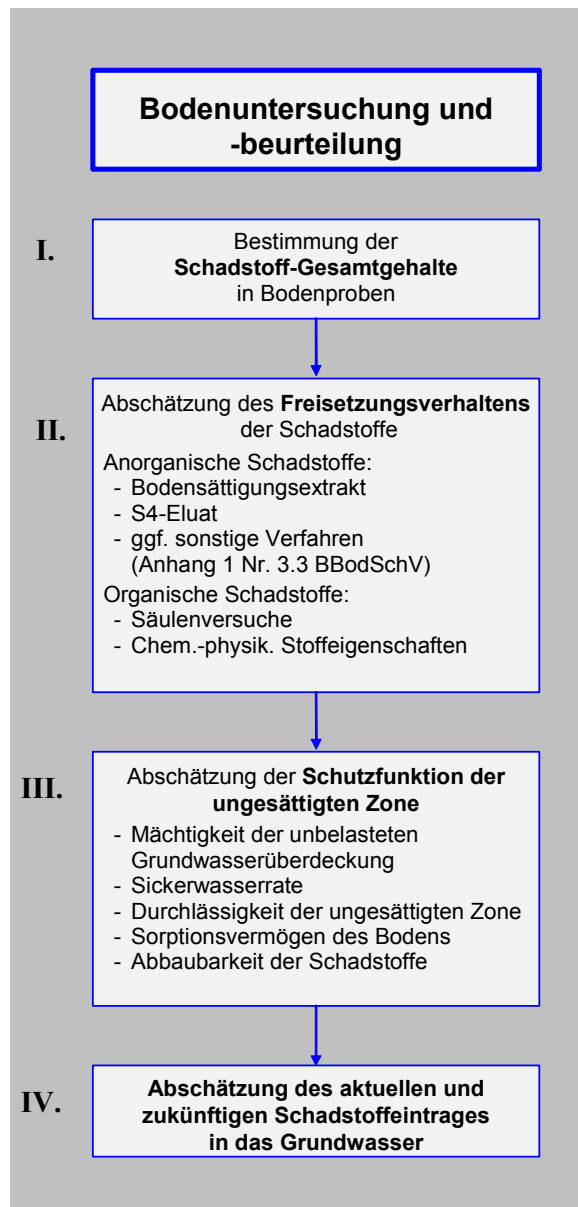 Bodenuntersuchung und
-beurteilung
I.
Bestimmung der
Schadstoff-Gesamtgehalte
in Bodenproben
II.
Abschätzung des Freisetzungsverhaltens
der Schadstoffe
Anorganische Schadstoffe:
- Bodensättigungsextrakt
- S4-Eluat
- ggf. sonstige Verfahren
(Anhang 1 Nr. 3.3 BBodSchV)
Organische Schadstoffe:
- Säulenversuche
- Chem.-physik. Stoffeigenschaften
III.
Abschätzung der Schutzfunktion der
ungesättigten Zone
- Mächtigkeit der unbelasteten
Grundwasserüberdeckung
- Sickerwasserrate
- Durchlässigkeit der ungesättigten Zone
- Sorptionsvermögen des Bodens
- Abbaubarkeit der Schadstoffe
IV.
Abschätzung des aktuellen und
zukünftigen Schadstoffeintrages
in das Grundwasser